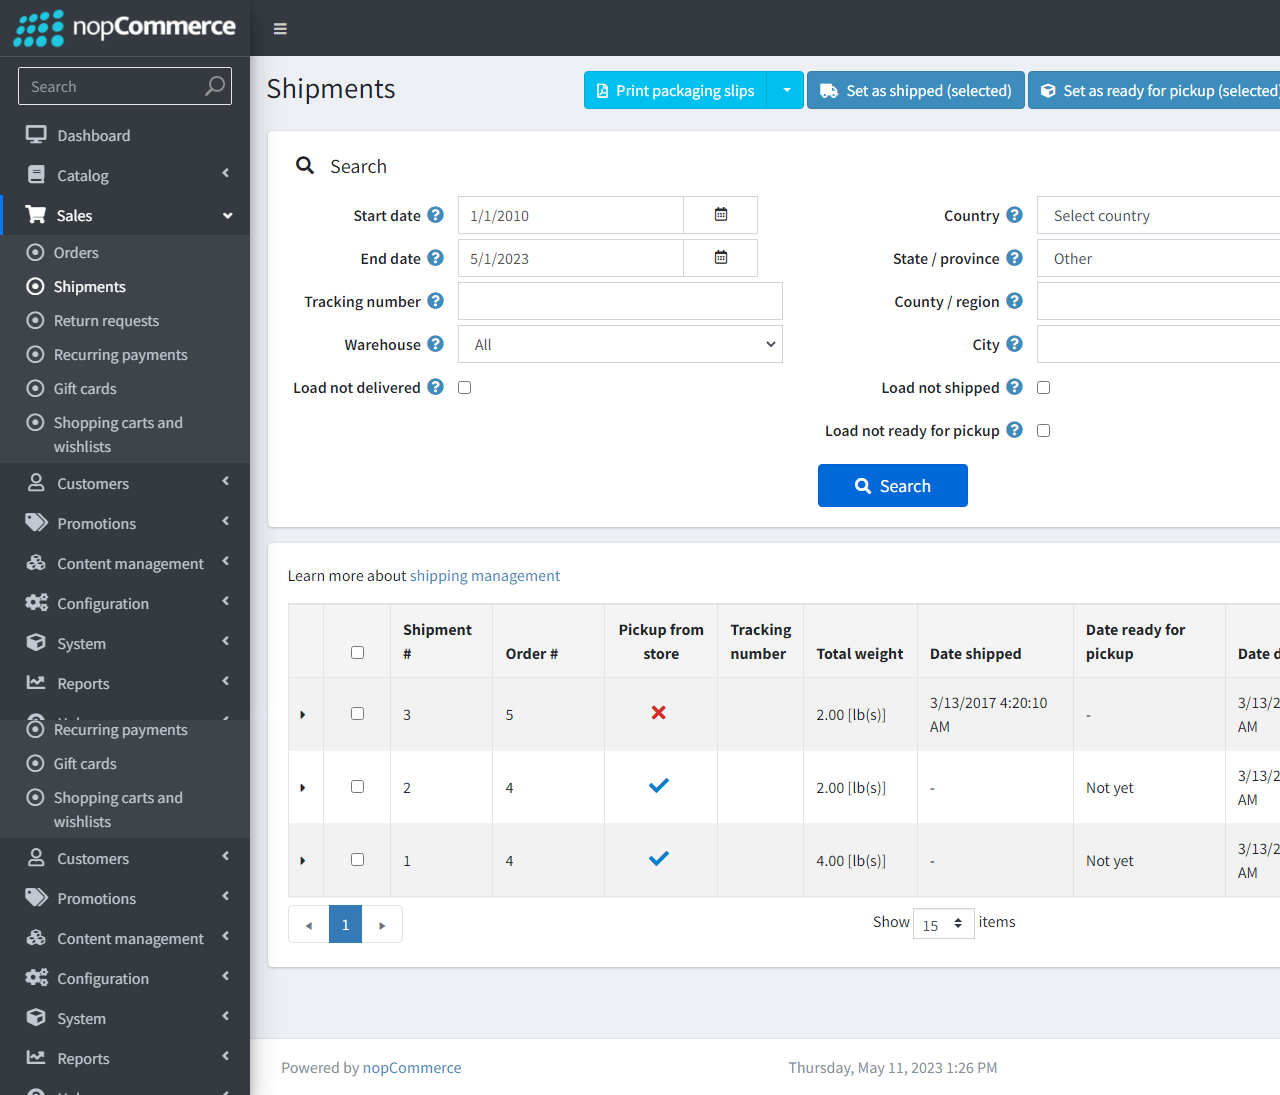 nopCommerce
Search
Dashboard
Catalog
Sales
Orders
Shipments
Return requests
Recurring payments
Gift cards
Shopping carts and
wishlists
Customers
Promotions
Content management
Configuration
System
Reports
Recurring payments
Gift cards
Shopping carts and
wishlists
Customers
Promotions
Content management
Configuration
System
Reports
Shipments
Print packaging slips
Set as shipped (selected)
Set as ready for pickup (selected)
Search
Start date 1/1/2010
Country Select country
End date 5/1/2023
State / province Other
Tracking number
County / region
Warehouse All
City
Load not delivered
Load not shipped
Load not ready for pickup
Search
Learn more about shipping management
Shipment # Order # Pickup from store Tracking number Total weight Date shipped Date ready for pickup Date
3 5 2.00 [lb(s)] 3/13/2017 4:20:10 AM - 3/13/2 AM
2 4 2.00 [lb(s)] - Not yet 3/13/2 AM
1 4 4.00 [lb(s)] - Not yet 3/13/2 AM
1
Show 15 items
Powered by nopCommerce
Thursday, May 11, 2023 1:26 PM